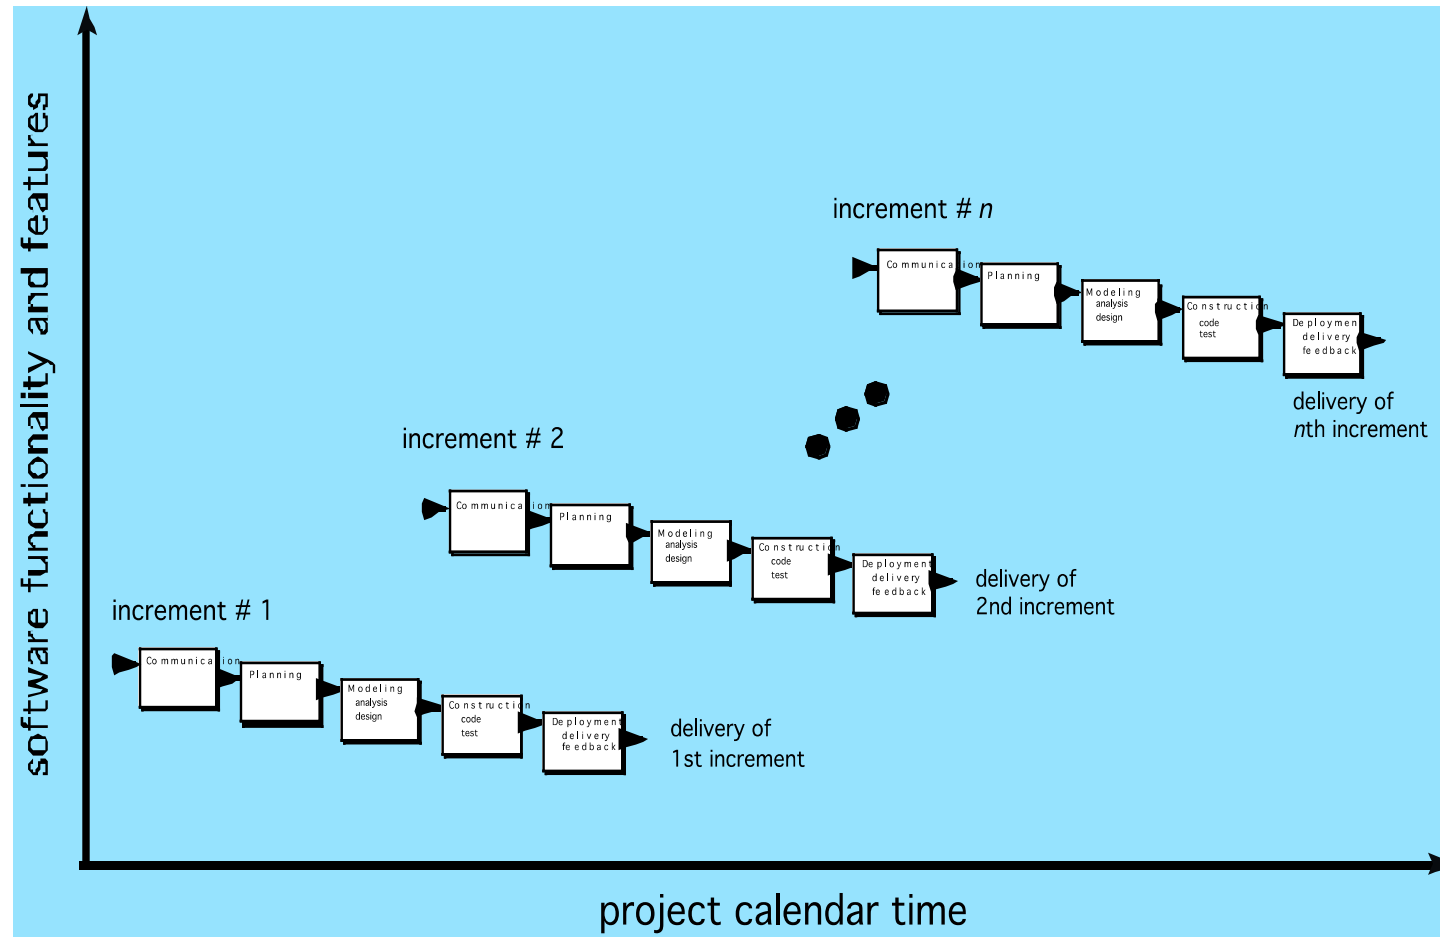 software functionality and features
increment # n
Communication
Planning
Modeling
analysis
design
Construction
code
test
Deployment
delivery
feedback
delivery of
nth increment
increment # 2
Communication
Planning
Modeling
analysis
design
Construction
code
test
Deployment
delivery
feedback
delivery of
2nd increment
increment # 1
Communication
Planning
Modeling
analysis
design
Construction
code
test
Deployment
delivery
feedback
delivery of
1st increment
project calendar time